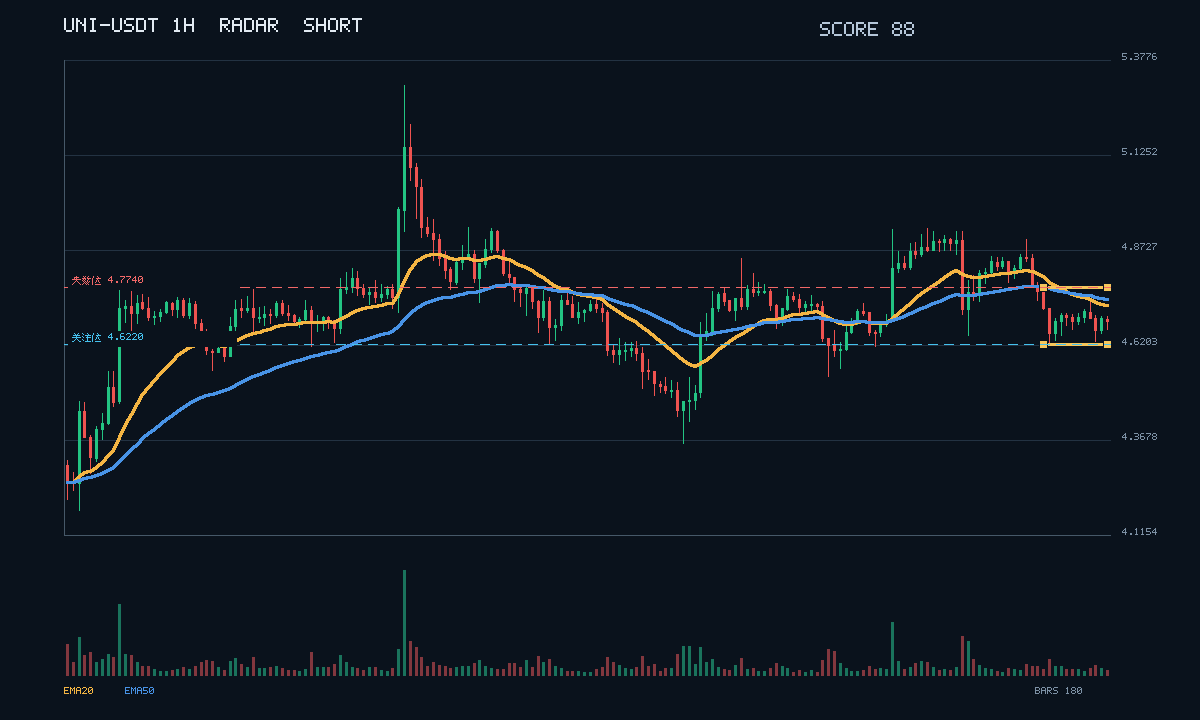 UNI-USDT 1H RADAR SHORT
SCORE 88
5.3776
5.1252
4.8727
失效位 4.7740
关注位 4.6220
4.6203
4.3678
4.1154
EMA20 EMA50
BARS 180